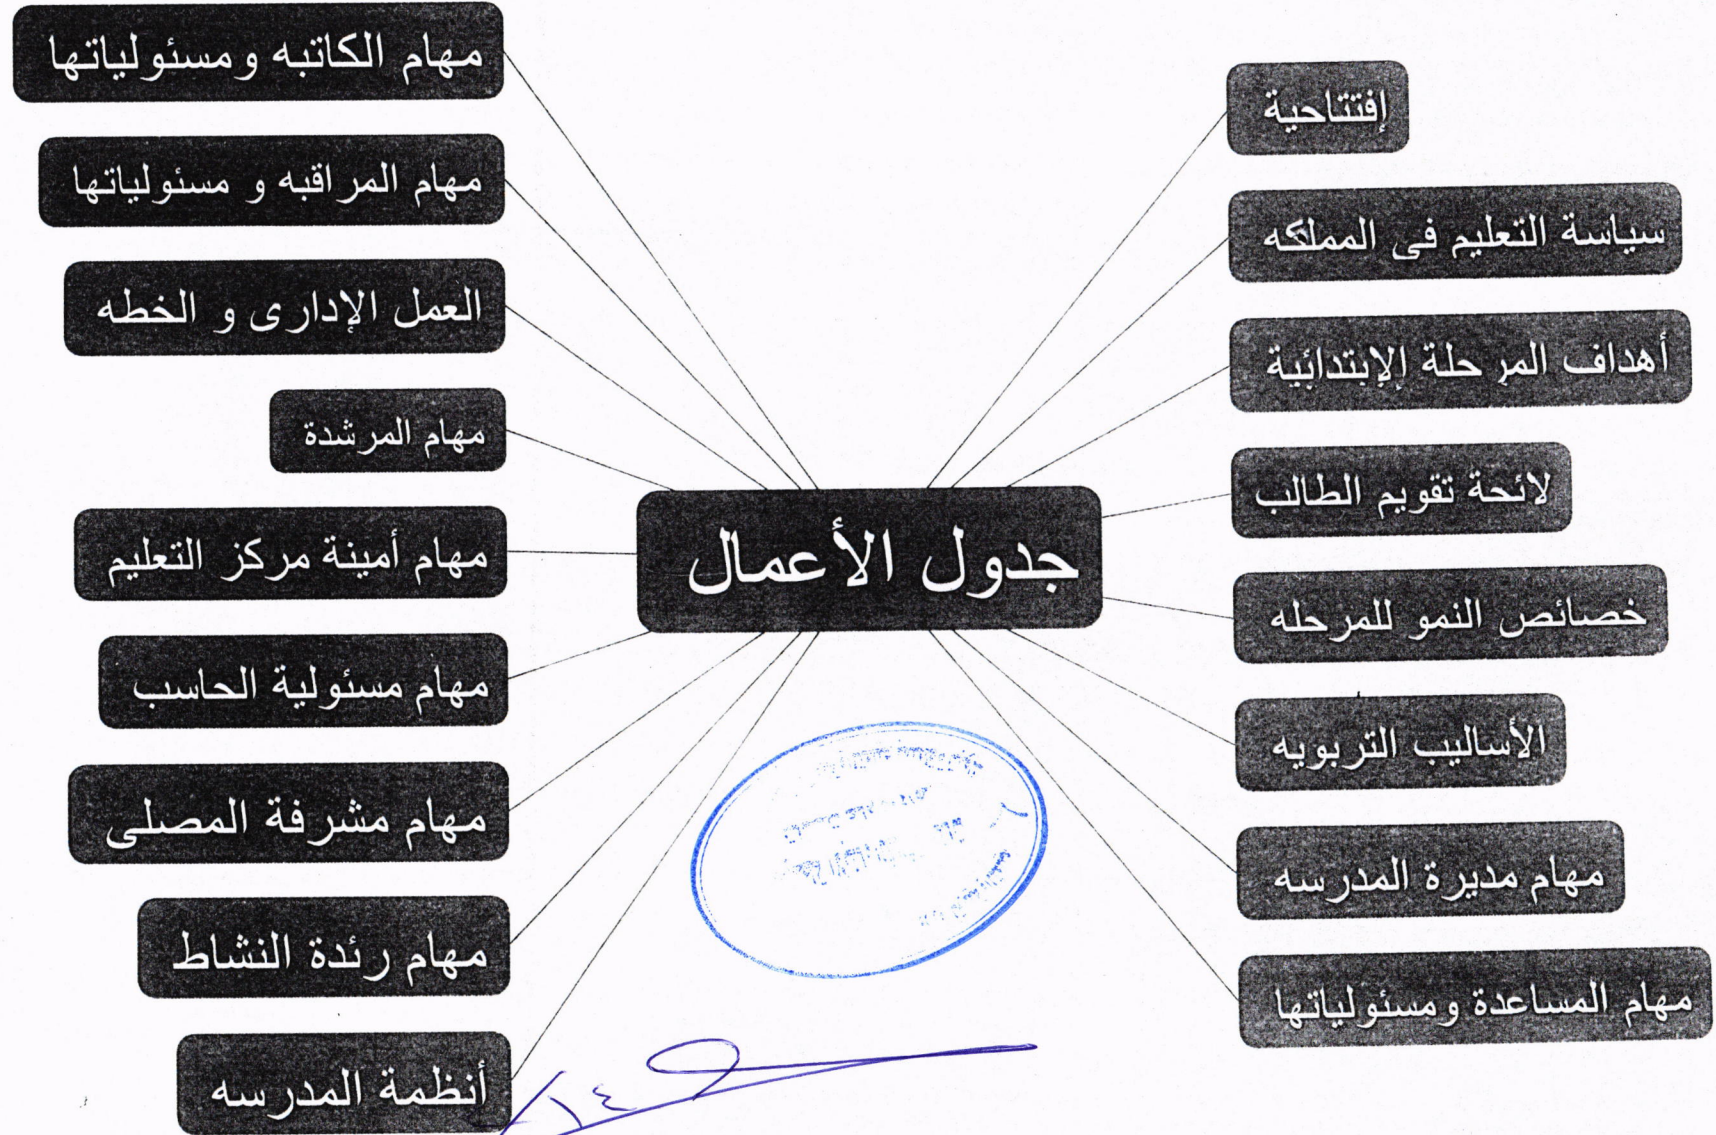 جدول الأعمال
إفتتاحية
سياسة التعليم فى المملكه
أهداف المرحلة الإبتدائية
لائحة تقويم الطالب
خصائص النمو للمرحله
الأساليب التربويه
مهام مديرة المدرسه
مهام المساعدة ومسئولياتها
مهام الكاتبه ومسئولياتها
مهام المراقبه و مسئولياتها
العمل الإدارى و الخطه
مهام المرشدة
مهام أمينة مركز التعليم
مهام مسئولية الحاسب
مهام مشرفة المصلى
مهام رئدة النشاط
أنظمة المدرسه